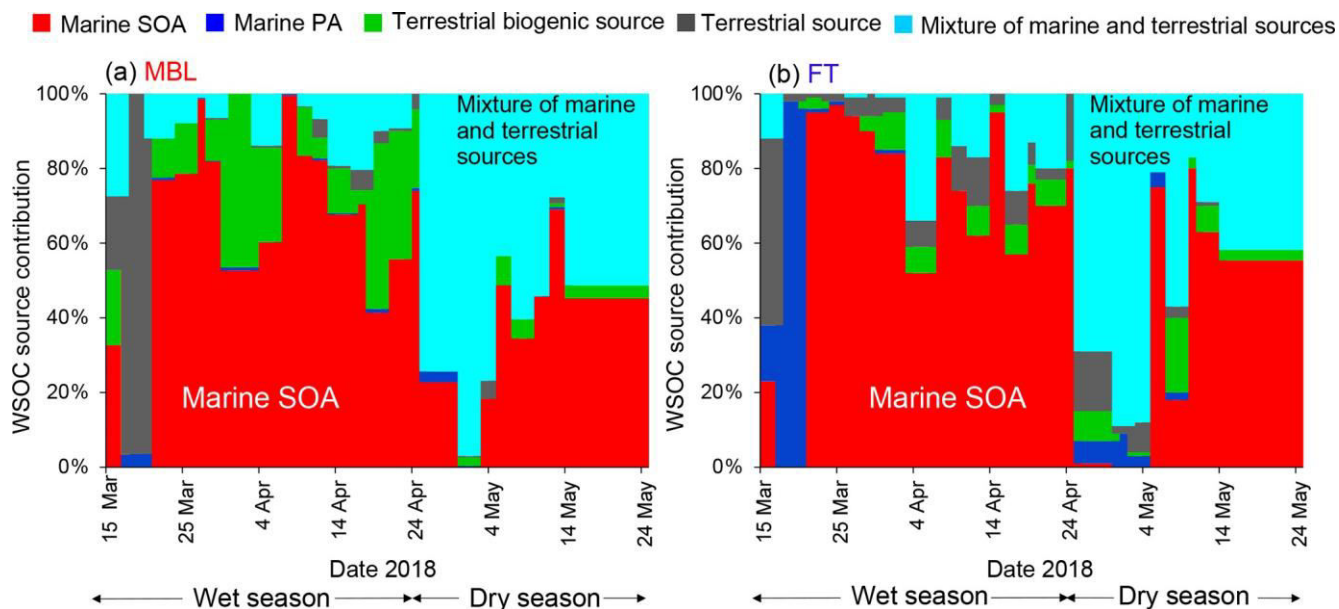 Marine SOA Marine PA Terrestrial biogenic source Terrestrial source Mixture of marine and terrestrial sources
(a) MBL
WSOC source contribution
100%
80%
60%
40%
20%
0%
Mixture of marine
and terrestrial
sources
Marine SOA
15 Mar
25 Mar
4 Apr
14 Apr
24 Apr
4 May
14 May
24 May
Date 2018
Wet season
Dry season
(b) FT
WSOC source contribution
100%
80%
60%
40%
20%
0%
Mixture of marine
and terrestrial
sources
Marine SOA
15 Mar
25 Mar
4 Apr
14 Apr
24 Apr
4 May
14 May
24 May
Date 2018
Wet season
Dry season